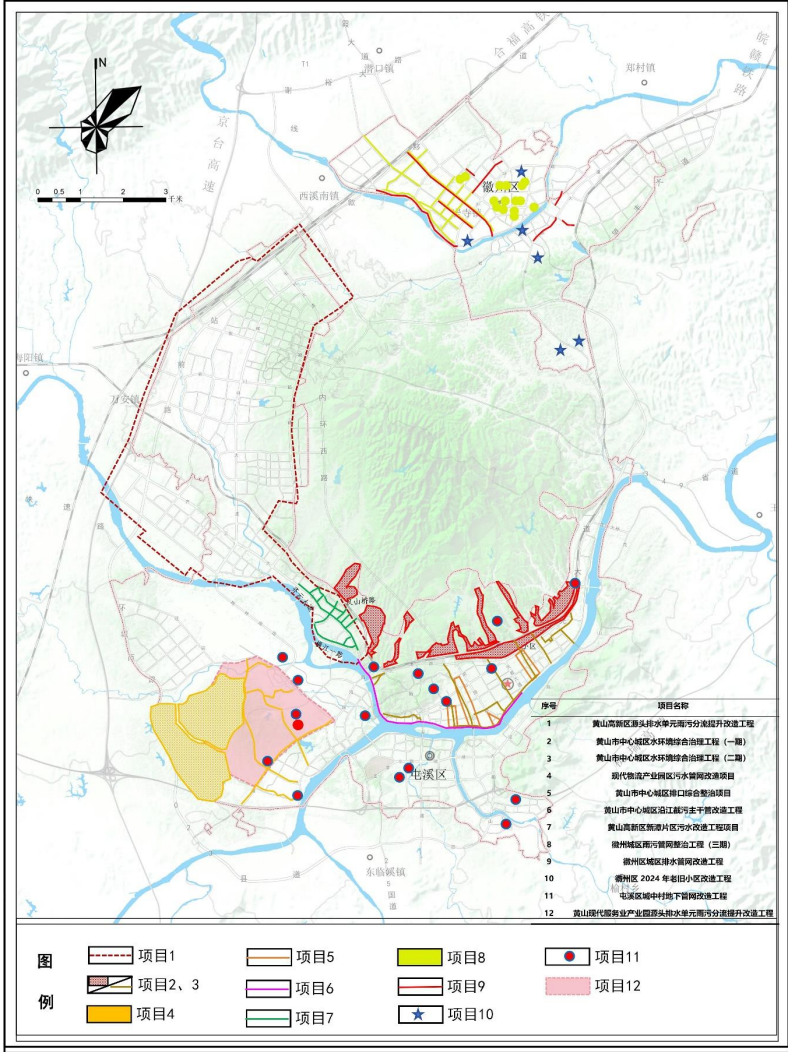 N
0 0.5 1 2 3
千米
合福高铁
皖赣铁路
潜口镇
郑村镇
京台高速
西溪南镇
徽州区
海阳镇
万安镇
内环西路
屯溪区
东临溪镇
序号 项目名称
1 黄山高新区源头排水单元雨污分流提升改造工程
2 黄山市中心城区水环境综合治理工程(一期)
3 黄山市中心城区水环境综合治理工程(二期)
4 现代物流产业园区污水管网改造项目
5 黄山市中心城区排口综合整治项目
6 黄山市中心城区沿江截污主干管改造工程
7 黄山高新区新潭片区污水改造工程项目
8 徽州城区雨污管网整治工程(三期)
9 徽州区城区排水管网改造工程
10 徽州区 2024 年老旧小区改造工程
11 屯溪区城中村地下管网改造工程
12 黄山现代服务业产业园源头排水单元雨污分流提升改造工程
图例
项目1 项目5 项目8 项目11
项目2、3 项目6 项目9 项目12
项目4 项目7 项目10